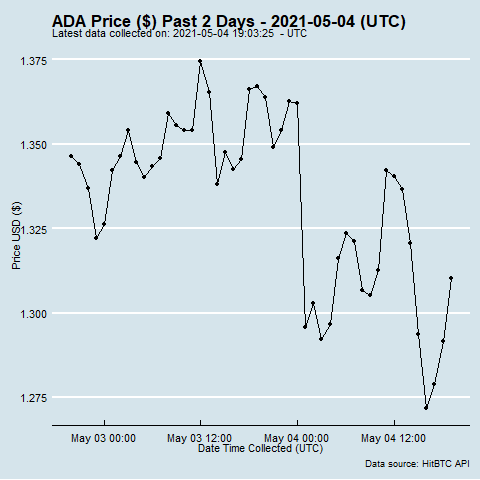 ADA Price ($) Past 2 Days - 2021-05-04 (UTC)
Latest data collected on: 2021-05-04 19:03:25  - UTC
1.375
1.350
1.325
1.300
1.275
Price USD ($)
May 03 00:00 May 03 12:00 May 04 00:00 May 04 12:00
Date Time Collected (UTC)
Data source: HitBTC API